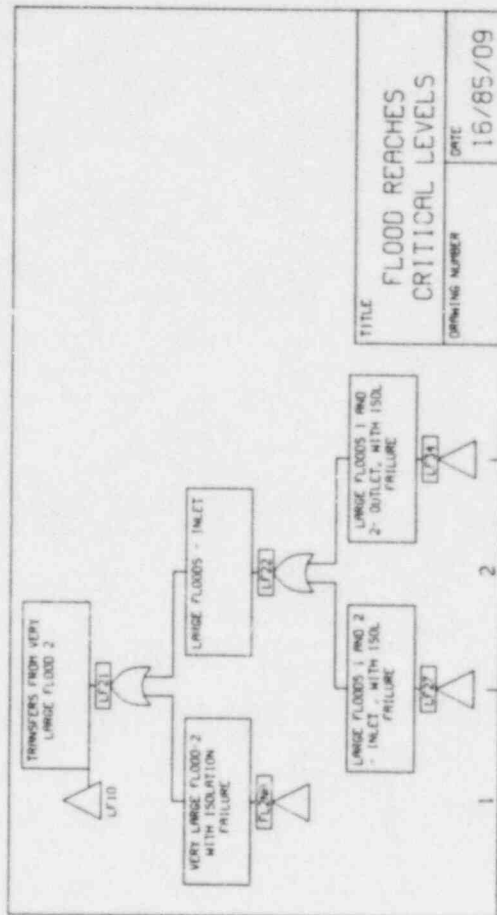 TRANSFERS FROM VERY
LARGE FLOOD 2
LF10
LF21
VERY LARGE FLOOD-2
WITH ISOLATION
FAILURE
LARGE FLOODS - INLET
LF22
LARGE FLOODS 1 AND 2
- INLET , WITH ISOL
FAILURE
LARGE FLOODS 1 AND
2- OUTLET, WITH ISOL
FAILURE
1
2
TITLE
FLOOD REACHES
CRITICAL LEVELS
DRAWING NUMBER
DATE
16/85/09